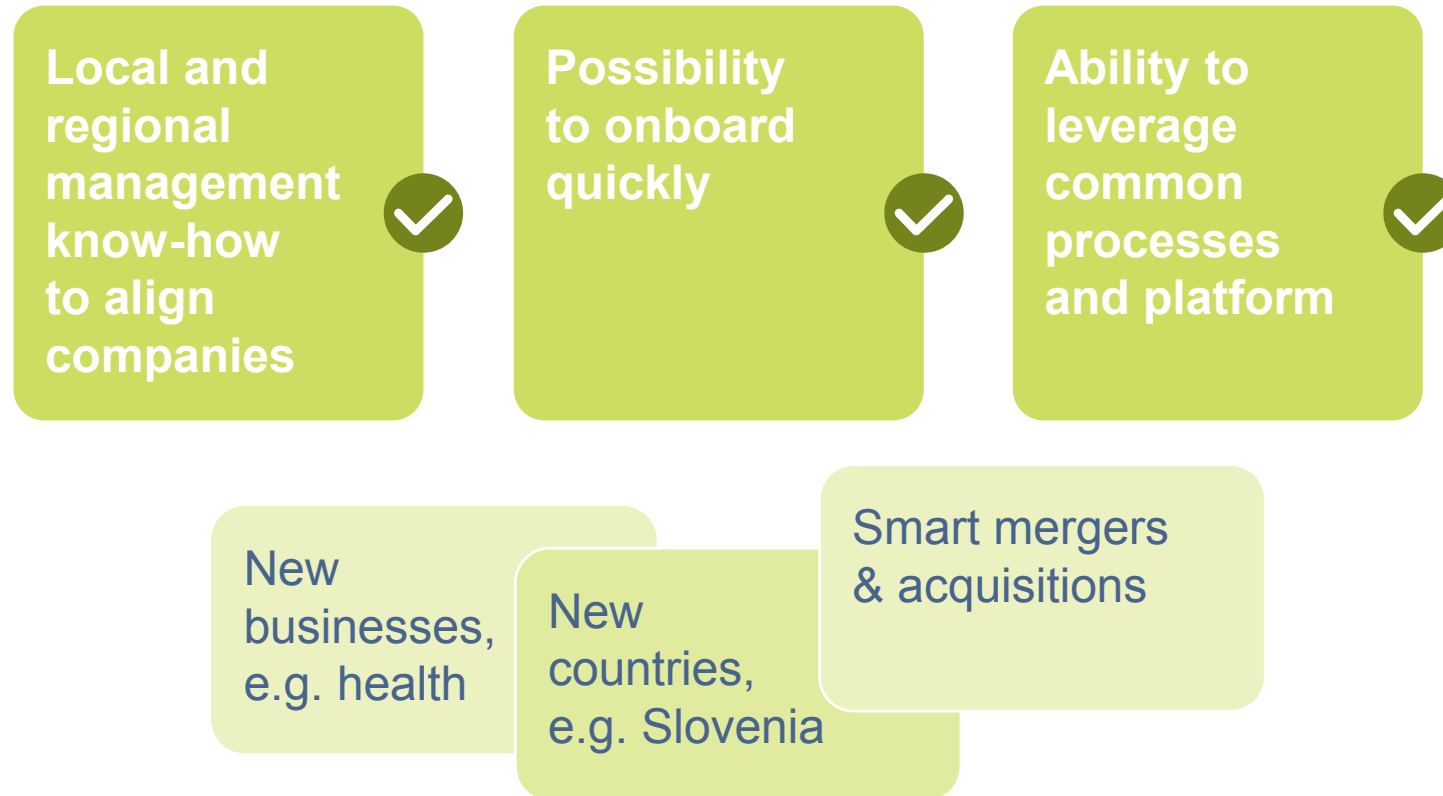 Local and
regional
management
know-how
to align
companies
Possibility
to onboard
quickly
Ability to
leverage
common
processes
and platform
New
businesses,
e.g. health
New
countries,
e.g. Slovenia
Smart mergers
& acquisitions